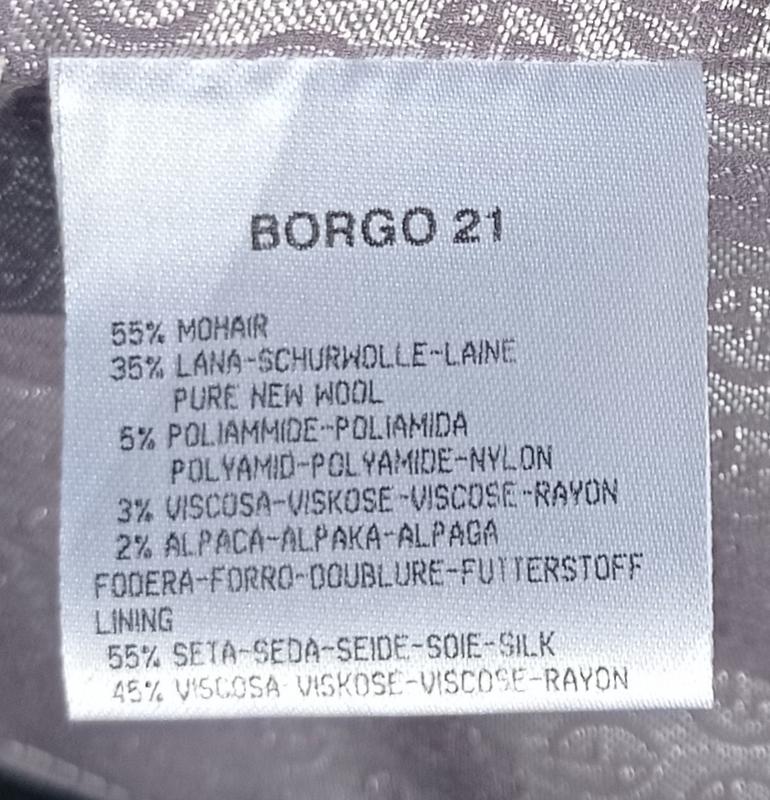 BORGO 21
55% MOHAIR
35% LANA-SCHURWOLLE-LAINE
PURE NEW WOOL
5% POLIAMMIDE-POLIAMIDA
POLYAMID-POLYAMIDE-NYLON
3% VISCOSA-VISKOSE-VISCOSE-RAYON
2% ALPACA-ALPAKA-ALPAGA
FODERA-FORRO-DOUBLURE-FUTTERSTOFF
LINING
55% SETA-SEDA-SEIDE-SOIE-SILK
45% VISCOSA-VISKOSE-VISCOSE-RAYON